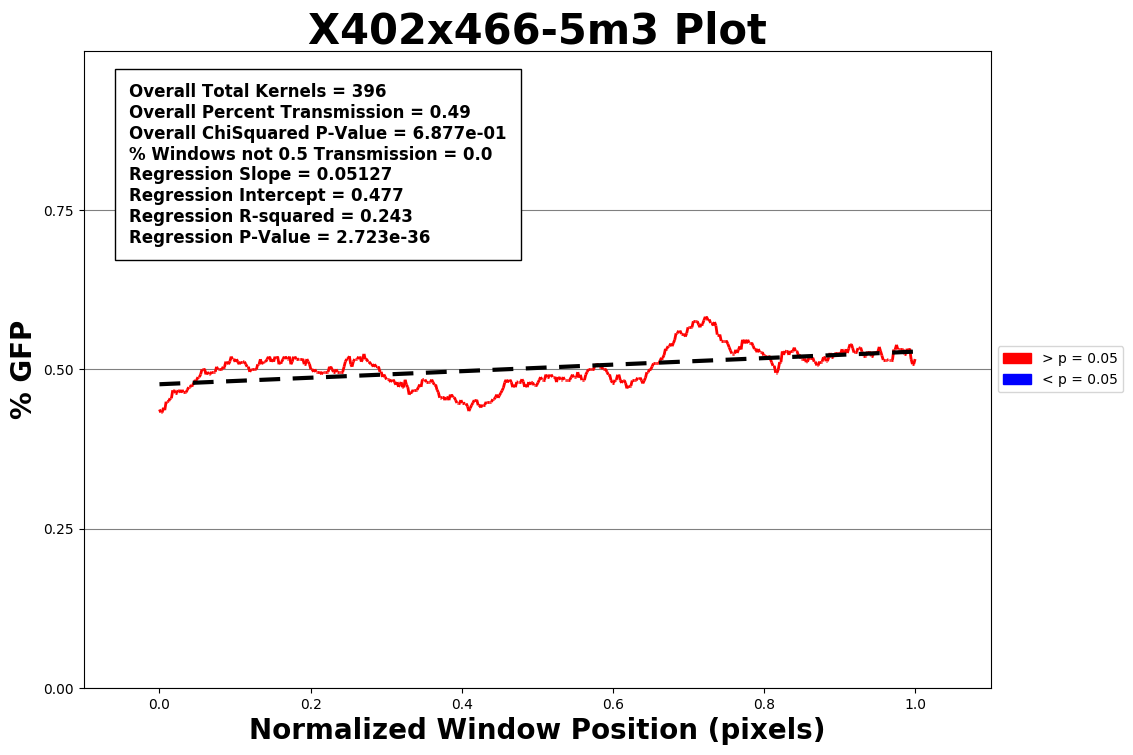 X402x466-5m3 Plot
Overall Total Kernels = 396
Overall Percent Transmission = 0.49
Overall ChiSquared P-Value = 6.877e-01
% Windows not 0.5 Transmission = 0.0
Regression Slope = 0.05127
Regression Intercept = 0.477
Regression R-squared = 0.243
Regression P-Value = 2.723e-36
% GFP
0.75
0.50
0.25
0.00
> p = 0.05
< p = 0.05
0.0 0.2 0.4 0.6 0.8 1.0
Normalized Window Position (pixels)